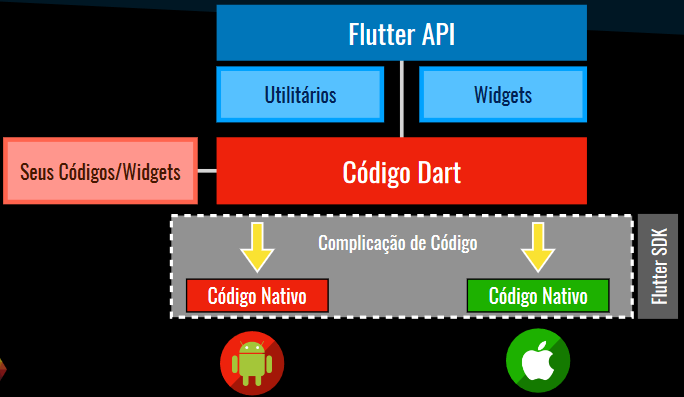 Flutter API
Utilitários
Widgets
Seus Códigos/Widgets
Código Dart
Complicação de Código
Flutter SDK
Código Nativo
Código Nativo